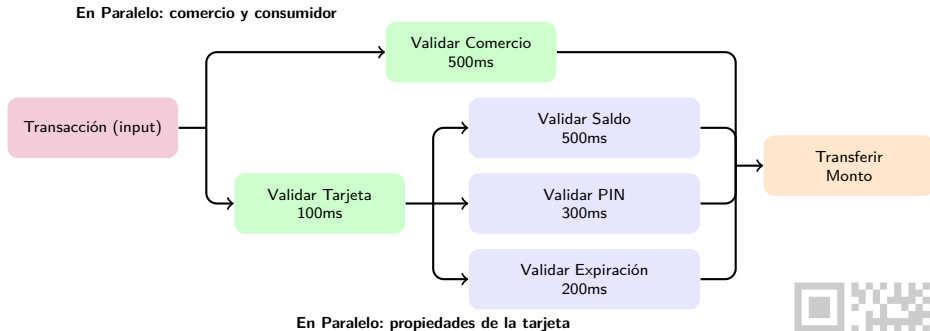 En Paralelo: comercio y consumidor
Validar Comercio
500ms
Transacción (input)
Validar Saldo
500ms
Transferir
Monto
Validar Tarjeta
100ms
Validar PIN
300ms
Validar Expiración
200ms
En Paralelo: propiedades de la tarjeta